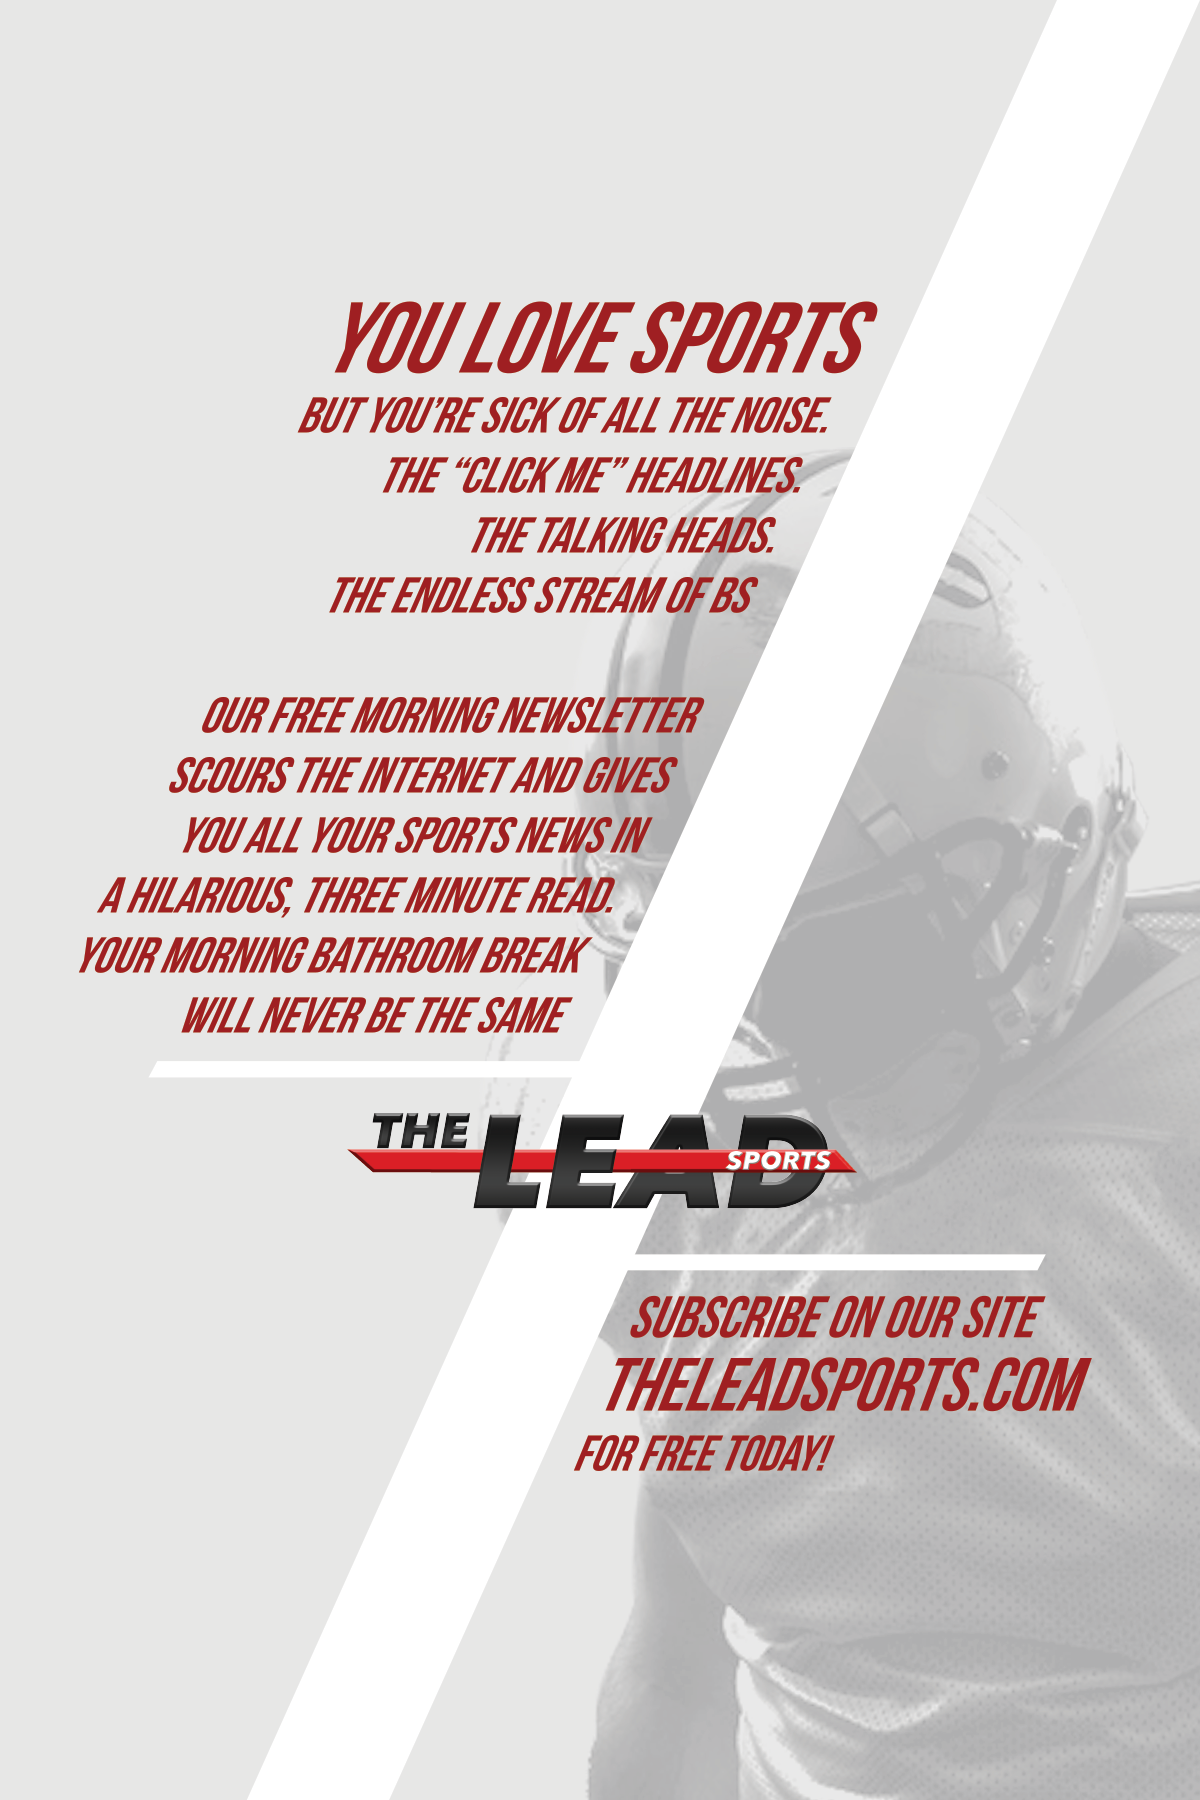 YOU LOVE SPORTS
BUT YOU’RE SICK OF ALL THE NOISE.
THE “CLICK ME” HEADLINES.
THE TALKING HEADS.
THE ENDLESS STREAM OF BS
OUR FREE MORNING NEWSLETTER
SCOURS THE INTERNET AND GIVES
YOU ALL YOUR SPORTS NEWS IN
A HILARIOUS, THREE MINUTE READ.
YOUR MORNING BATHROOM BREAK
WILL NEVER BE THE SAME
THE LEAD
SPORTS
SUBSCRIBE ON OUR SITE
THELEADSPORTS.COM
FOR FREE TODAY!